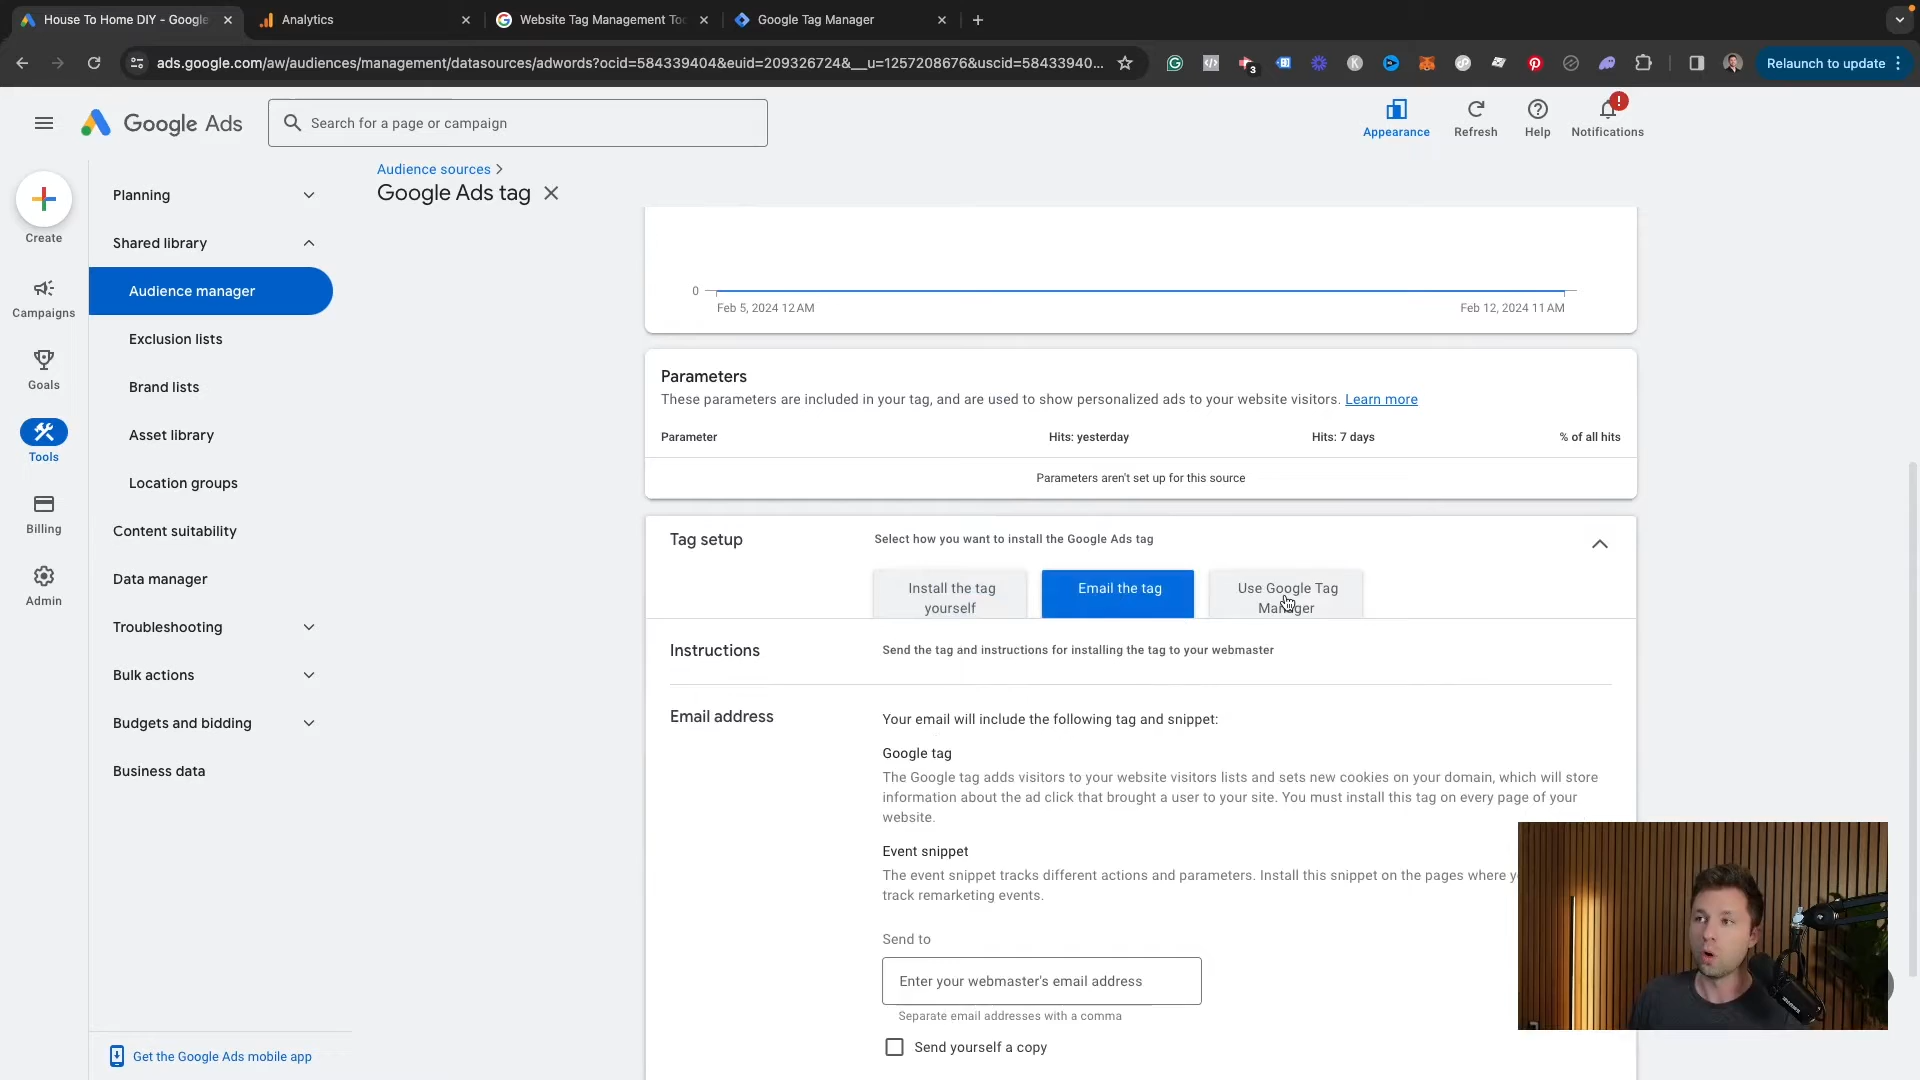 House To Home DIY - Google
Analytics
Website Tag Management Too
Google Tag Manager
ads.google.com/aw/audiences/management/datasources/adwords?ocid=584339404&euid=209326724&__u=1257208676&uscid=58433940...
3
Relaunch to update
Google Ads
Search for a page or campaign
Appearance
Refresh
Help
Notifications
Create
Campaigns
Goals
Tools
Billing
Admin
Planning
Shared library
Audience manager
Exclusion lists
Brand lists
Asset library
Location groups
Content suitability
Data manager
Troubleshooting
Bulk actions
Budgets and bidding
Business data
Get the Google Ads mobile app
Audience sources
Google Ads tag
0
Feb 5, 2024 12 AM
Feb 12, 2024 11 AM
Parameters
These parameters are included in your tag, and are used to show personalized ads to your website visitors. Learn more
Parameter Hits: yesterday Hits: 7 days % of all hits
Parameters aren't set up for this source
Tag setup
Select how you want to install the Google Ads tag
Install the tag
yourself
Email the tag
Use Google Tag
Manager
Instructions
Send the tag and instructions for installing the tag to your webmaster
Email address
Your email will include the following tag and snippet:
Google tag
The Google tag adds visitors to your website visitors lists and sets new cookies on your domain, which will store
information about the ad click that brought a user to your site. You must install this tag on every page of your
website.
Event snippet
The event snippet tracks different actions and parameters. Install this snippet on the pages where
track remarketing events.
Send to
Enter your webmaster's email address
Separate email addresses with a comma
Send yourself a copy